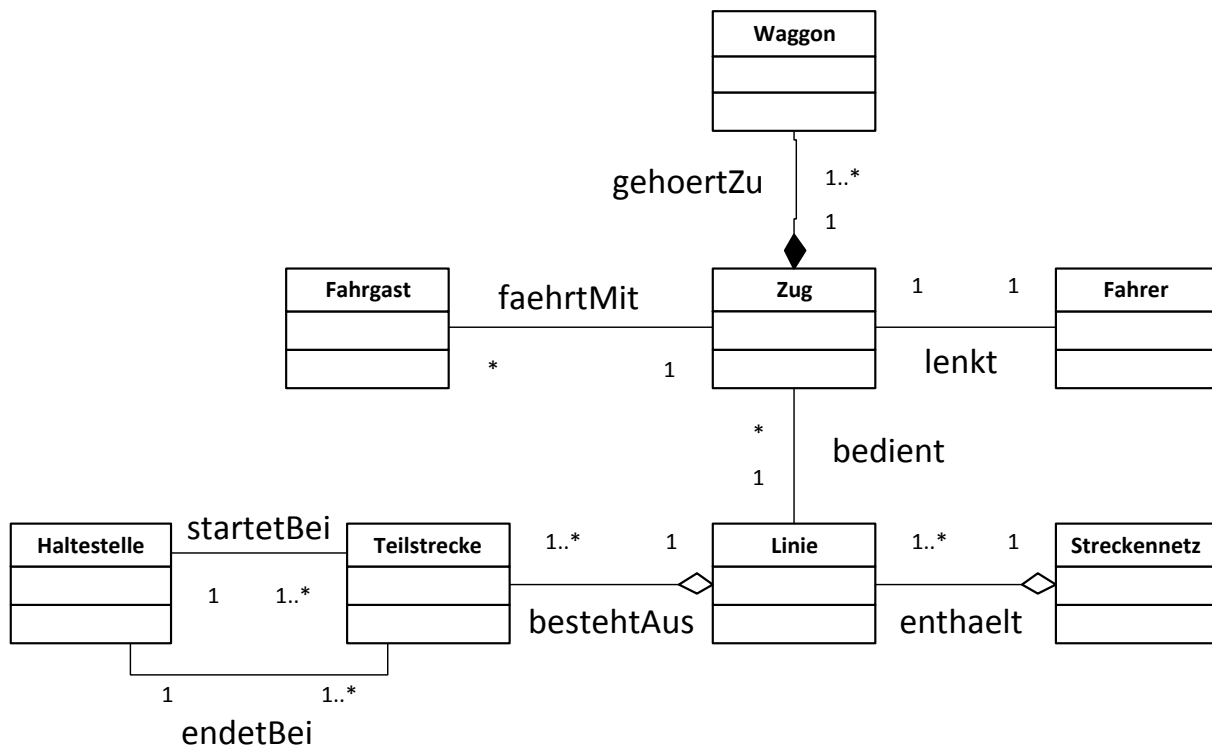 Waggon
gehoertZu
1..*
1
Fahrgast
faehrtMit
Zug
1
1
Fahrer
*
1
lenkt
*
bedient
1
Haltestelle
startetBei
Teilstrecke
1..*
1
Linie
1..*
1
Streckennetz
1
1..*
bestehtAus
enthaelt
1
1..*
endetBei